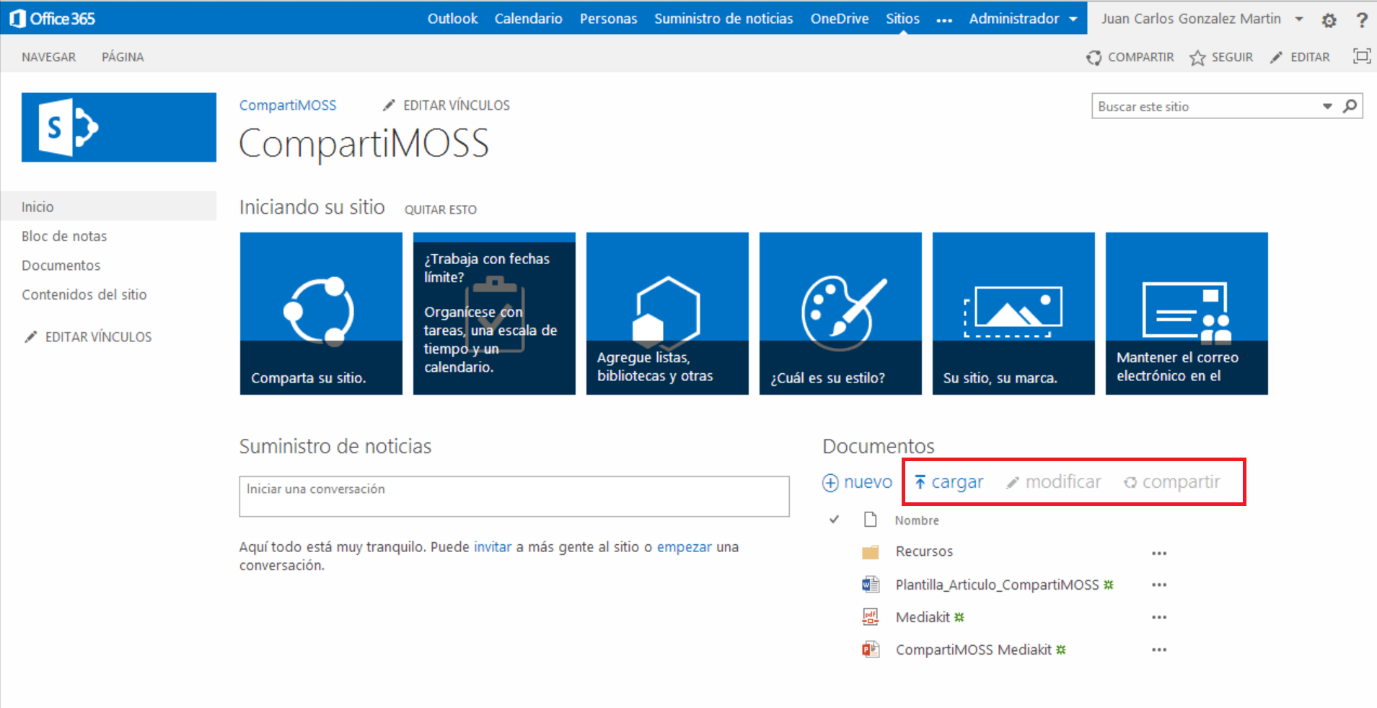 Office 365 Outlook Calendario Personas Suministro de noticias OneDrive Sitios ... Administrador Juan Carlos Gonzalez Martin ?
NAVEGAR PÁGINA COMPARTIR SEGUIR EDITAR
S
CompartiMOSS EDITAR VÍNCULOS
Buscar este sitio
CompartiMOSS
Inicio
Bloc de notas
Documentos
Contenidos del sitio
EDITAR VÍNCULOS
Iniciando su sitio QUITAR ESTO
Comparta su sitio.
¿Trabaja con fechas
límite?
Organícese con
tareas, una escala de
tiempo y un
calendario.
Agregue listas,
bibliotecas y otras
¿Cuál es su estilo?
Su sitio, su marca.
Mantener el correo
electrónico en el
Suministro de noticias
Iniciar una conversación
Aquí todo está muy tranquilo. Puede invitar a más gente al sitio o empezar una
conversación.
Documentos
nuevo cargar modificar compartir
Nombre
Recursos ...
Plantilla_Articulo_CompartiMOSS ...
Mediakit ...
CompartiMOSS Mediakit ...